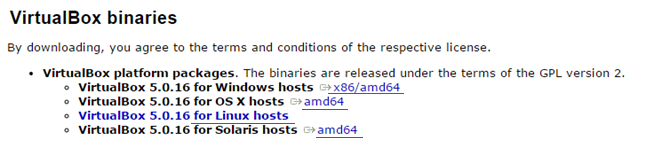 VirtualBox binaries
By downloading, you agree to the terms and conditions of the respective license.
VirtualBox platform packages. The binaries are released under the terms of the GPL version 2.
VirtualBox 5.0.16 for Windows hosts x86/amd64
VirtualBox 5.0.16 for OS X hosts amd64
VirtualBox 5.0.16 for Linux hosts
VirtualBox 5.0.16 for Solaris hosts amd64